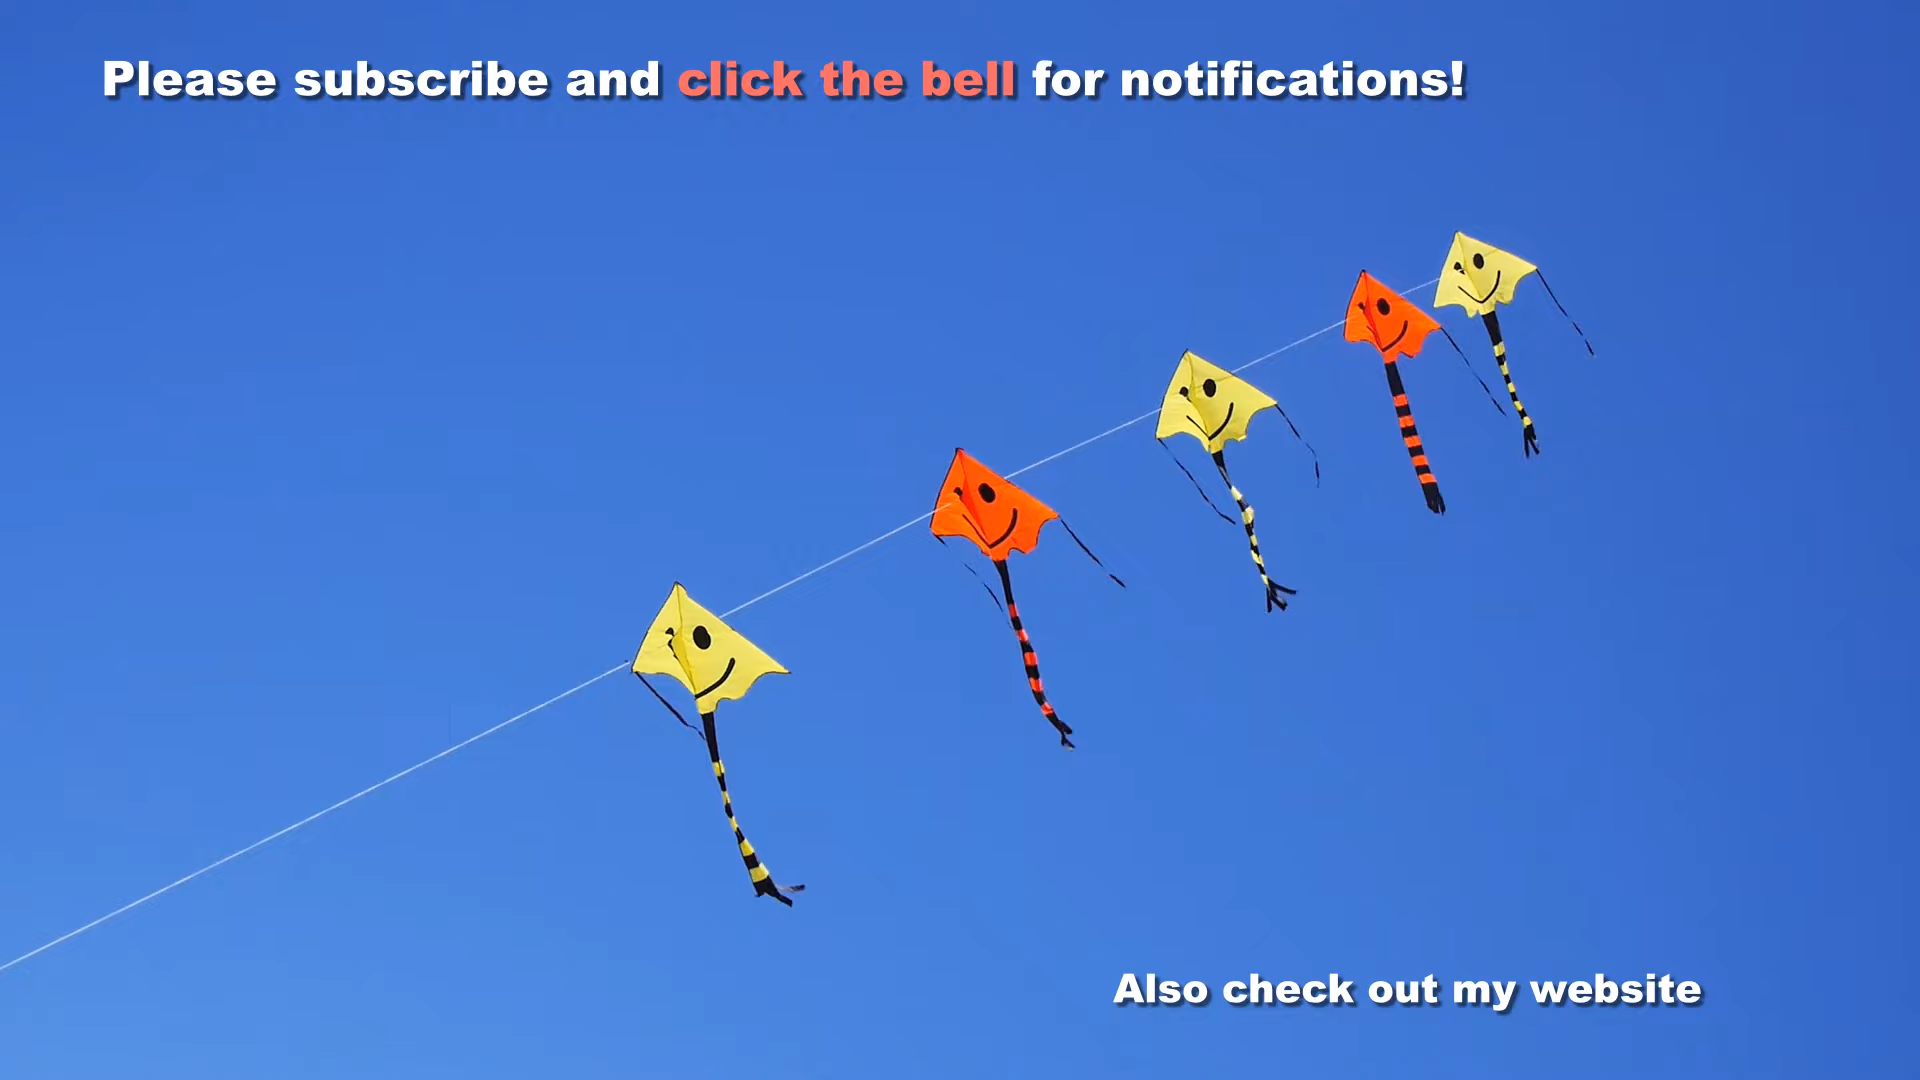 Please subscribe and click the bell for notifications!
Also check out my website